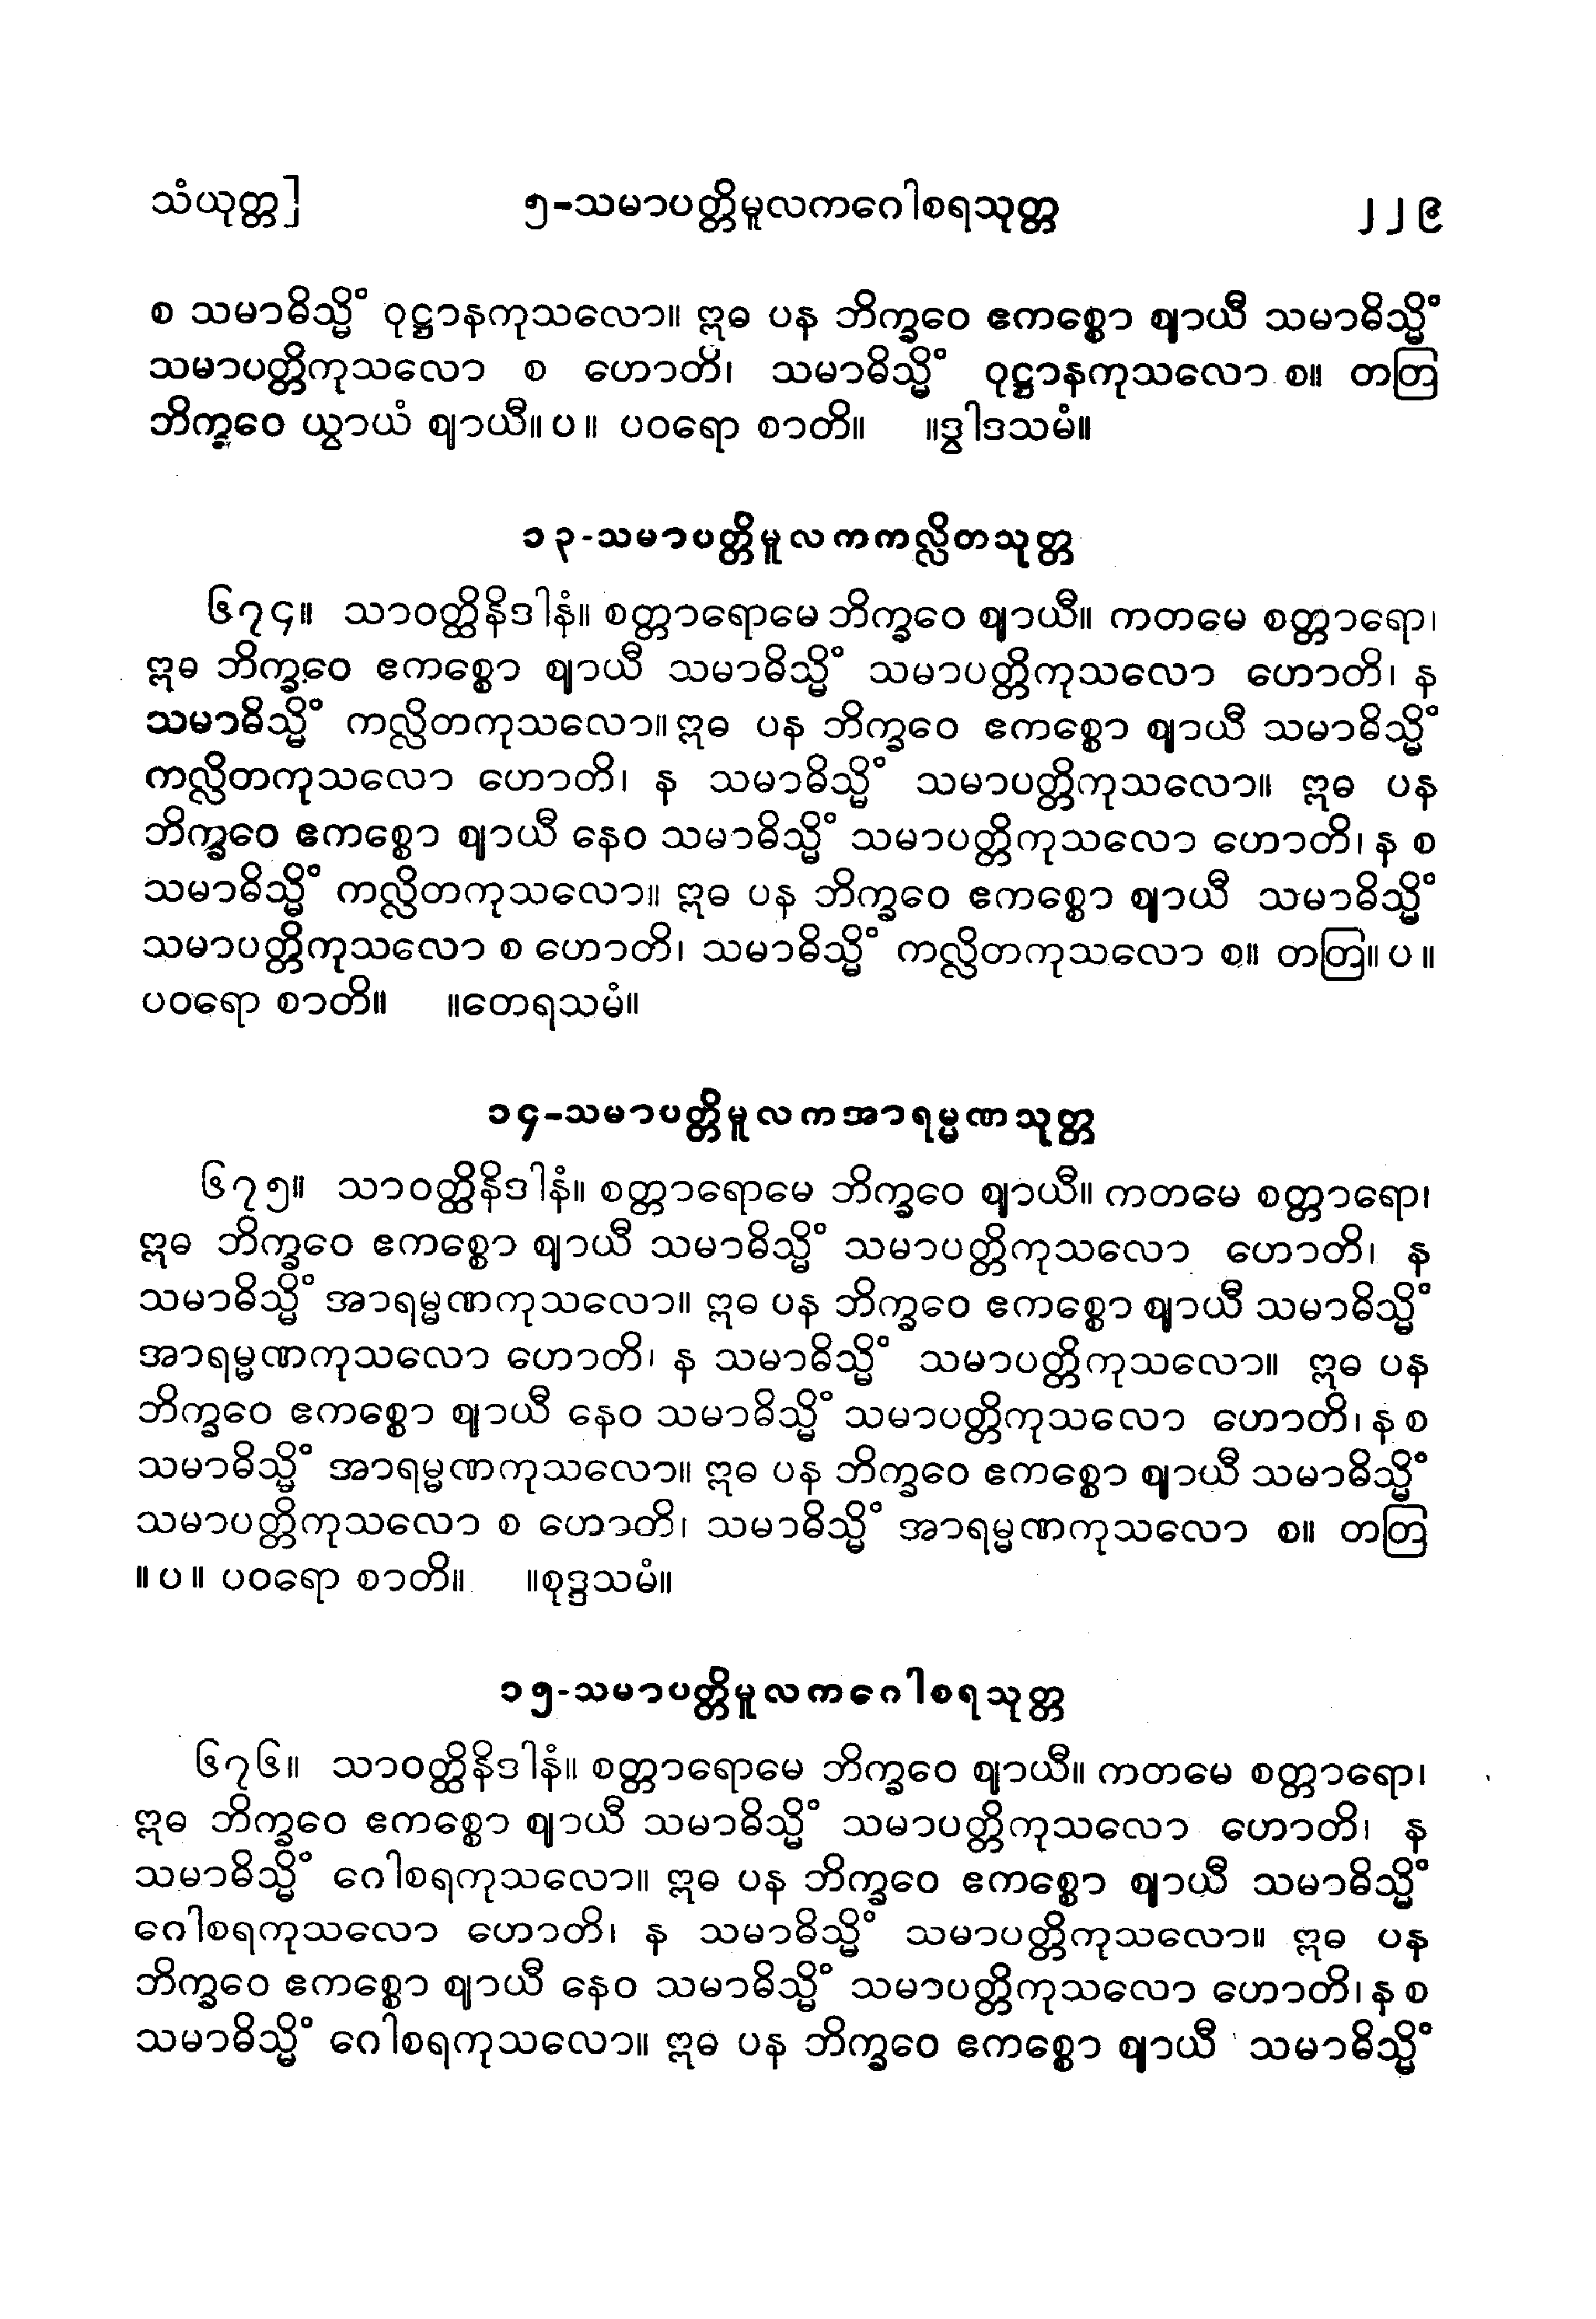 သံယုတ္တ] ၅-သမာပတ္တိမူလကဂေါစရသုတ္တ ၂၂၉
စ သမာဓိသ္မိံ ဝုဋ္ဌာနကုသလော။ ဣဓ ပန ဘိက္ခဝေ ဧကစ္စော ဈာယီ သမာဓိသ္မိံ
သမာပတ္တိကုသလော စ ဟောတိ၊ သမာဓိသ္မိံ ဝုဋ္ဌာနကုသလော စ။ တတြ
ဘိက္ခဝေ ယွာယံ ဈာယီ။ပ။ ပဝရော စာတိ။ ။ဒွါဒသမံ။
၁၃-သမာပတ္တိမူလကကလ္လိတသုတ္တ
၆၇၄။ သာဝတ္ထိနိဒါနံ။ စတ္တာရောမေ ဘိက္ခဝေ ဈာယီ။ ကတမေ စတ္တာရော၊
ဣဓ ဘိက္ခဝေ ဧကစ္စော ဈာယီ သမာဓိသ္မိံ သမာပတ္တိကုသလော ဟောတိ၊ န
သမာဓိသ္မိံ ကလ္လိတကုသလော။ ဣဓ ပန ဘိက္ခဝေ ဧကစ္စော ဈာယီ သမာဓိသ္မိံ
ကလ္လိတကုသလော ဟောတိ၊ န သမာဓိသ္မိံ သမာပတ္တိကုသလော။ ဣဓ ပန
ဘိက္ခဝေ ဧကစ္စော ဈာယီ နေဝ သမာဓိသ္မိံ သမာပတ္တိကုသလော ဟောတိ၊ န စ
သမာဓိသ္မိံ ကလ္လိတကုသလော။ ဣဓ ပန ဘိက္ခဝေ ဧကစ္စော ဈာယီ သမာဓိသ္မိံ
သမာပတ္တိကုသလော စ ဟောတိ၊ သမာဓိသ္မိံ ကလ္လိတကုသလော စ။ တတြ။ ပ။
ပဝရော စာတိ။ ။တေရသမံ။
၁၄-သမာပတ္တိမူလကအာရမ္မဏသုတ္တ
၆၇၅။ သာဝတ္ထိနိဒါနံ။ စတ္တာရောမေ ဘိက္ခဝေ ဈာယီ။ ကတမေ စတ္တာရော၊
ဣဓ ဘိက္ခဝေ ဧကစ္စော ဈာယီ သမာဓိသ္မိံ သမာပတ္တိကုသလော ဟောတိ၊ န
သမာဓိသ္မိံ အာရမ္မဏကုသလော။ ဣဓ ပန ဘိက္ခဝေ ဧကစ္စော ဈာယီ သမာဓိသ္မိံ
အာရမ္မဏကုသလော ဟောတိ၊ န သမာဓိသ္မိံ သမာပတ္တိကုသလော။ ဣဓ ပန
ဘိက္ခဝေ ဧကစ္စော ဈာယီ နေဝ သမာဓိသ္မိံ သမာပတ္တိကုသလော ဟောတိ၊ န စ
သမာဓိသ္မိံ အာရမ္မဏကုသလော။ ဣဓ ပန ဘိက္ခဝေ ဧကစ္စော ဈာယီ သမာဓိသ္မိံ
သမာပတ္တိကုသလော စ ဟောတိ၊ သမာဓိသ္မိံ အာရမ္မဏကုသလော စ။ တတြ
။ ပ။ ပဝရော စာတိ။ ။စုဒ္ဒသမံ။
၁၅-သမာပတ္တိမူလကဂေါစရသုတ္တ
၆၇၆။ သာဝတ္ထိနိဒါနံ။ စတ္တာရောမေ ဘိက္ခဝေ ဈာယီ။ ကတမေ စတ္တာရော၊
ဣဓ ဘိက္ခဝေ ဧကစ္စော ဈာယီ သမာဓိသ္မိံ သမာပတ္တိကုသလော ဟောတိ၊ န
သမာဓိသ္မိံ ဂေါစရကုသလော။ ဣဓ ပန ဘိက္ခဝေ ဧကစ္စော ဈာယီ သမာဓိသ္မိံ
ဂေါစရကုသလော ဟောတိ၊ န သမာဓိသ္မိံ သမာပတ္တိကုသလော။ ဣဓ ပန
ဘိက္ခဝေ ဧကစ္စော ဈာယီ နေဝ သမာဓိသ္မိံ သမာပတ္တိကုသလော ဟောတိ၊ န စ
သမာဓိသ္မိံ ဂေါစရကုသလော။ ဣဓ ပန ဘိက္ခဝေ ဧကစ္စော ဈာယီ သမာဓိသ္မိံ